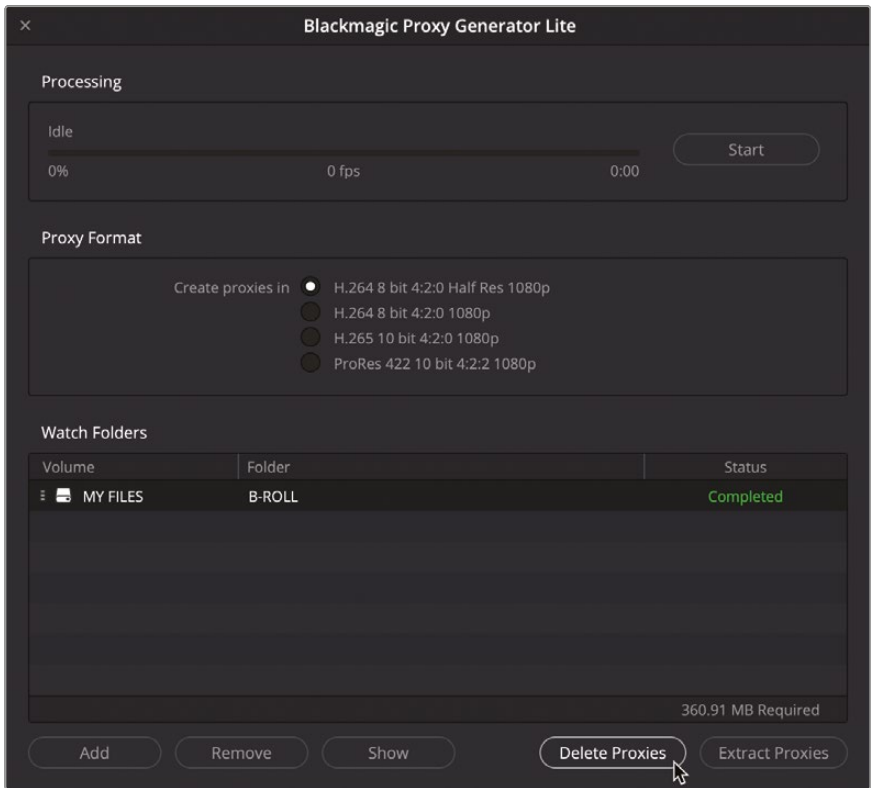 Blackmagic Proxy Generator Lite
Processing
Idle
Start
0% 0 fps 0:00
Proxy Format
Create proxies in H.264 8 bit 4:2:0 Half Res 1080p
H.264 8 bit 4:2:0 1080p
H.265 10 bit 4:2:0 1080p
ProRes 422 10 bit 4:2:2 1080p
Watch Folders
Volume Folder Status
MY FILES B-ROLL Completed
360.91 MB Required
Add Remove Show Delete Proxies Extract Proxies